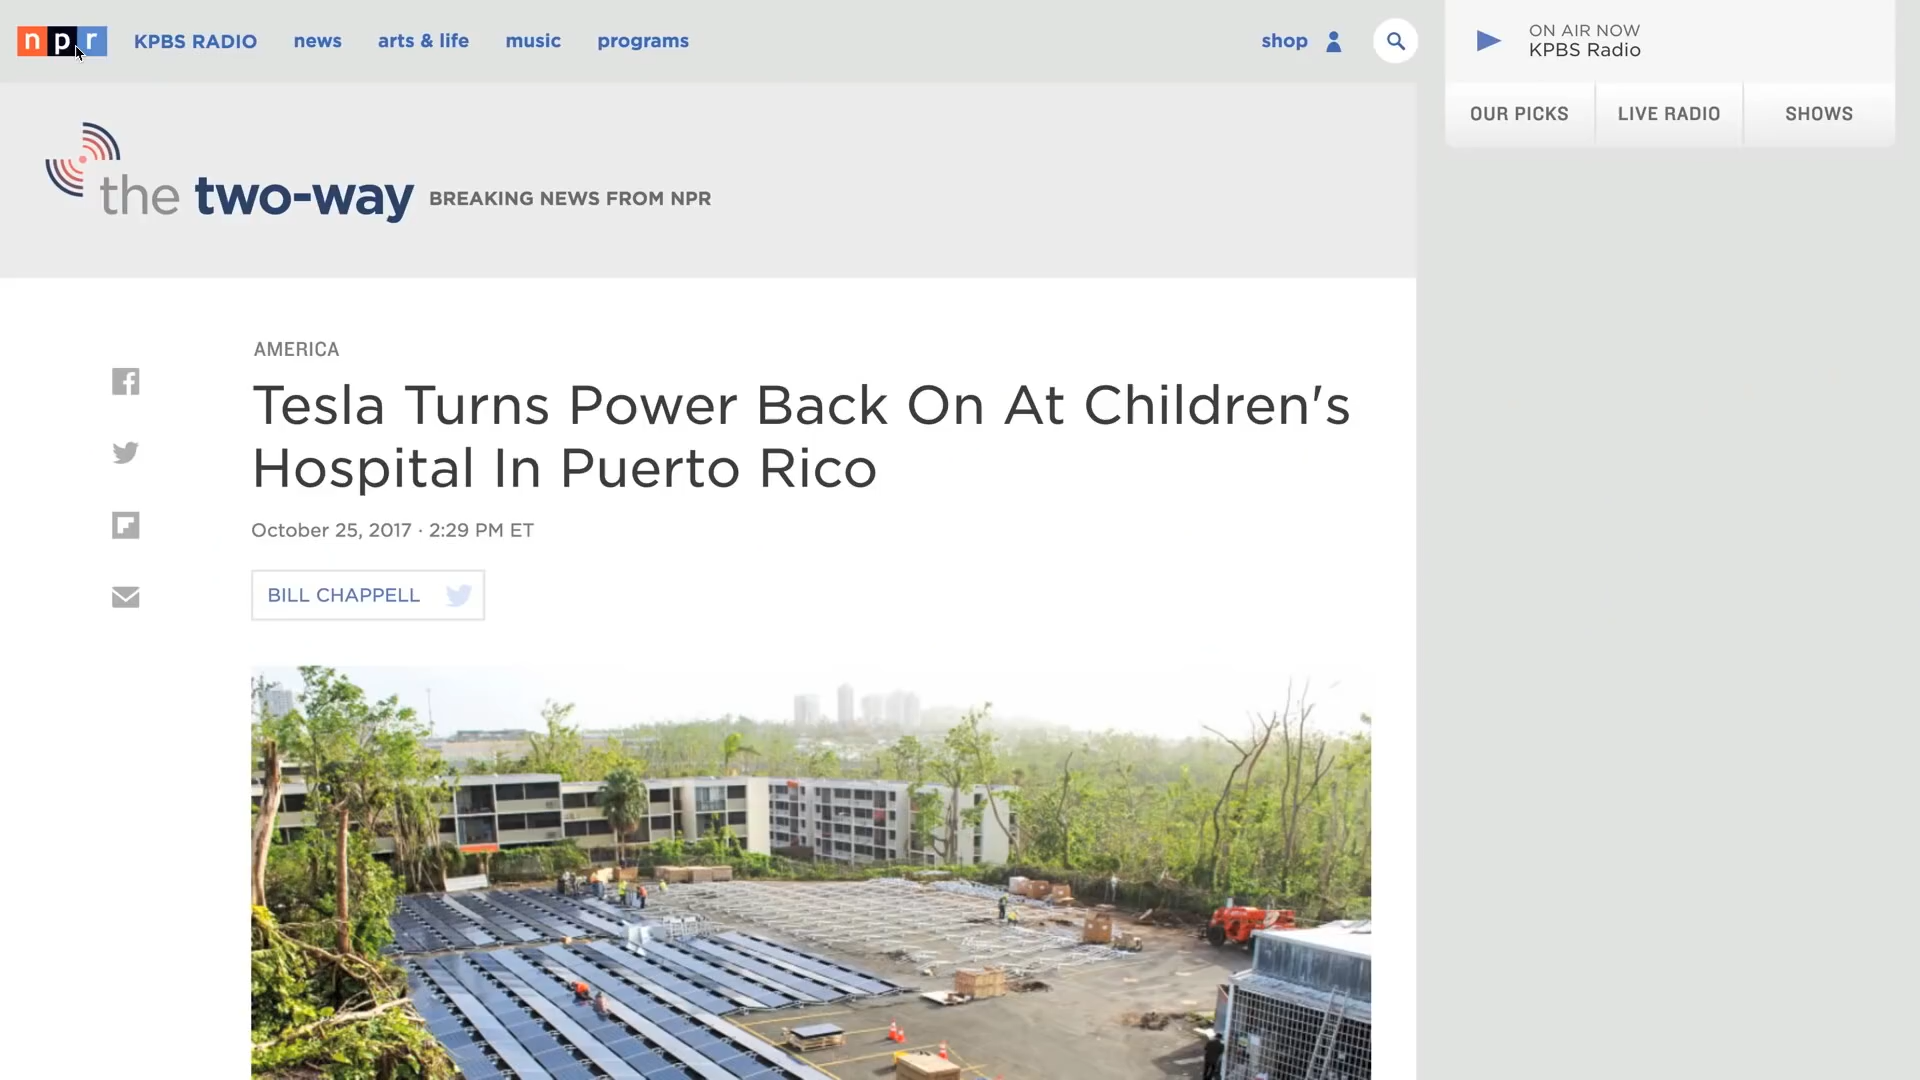 npr
KPBS RADIO
news
arts & life
music
programs
shop
ON AIR NOW
KPBS Radio
OUR PICKS
LIVE RADIO
SHOWS
the two-way
BREAKING NEWS FROM NPR
AMERICA
Tesla Turns Power Back On At Children's
Hospital In Puerto Rico
October 25, 2017 · 2:29 PM ET
BILL CHAPPELL